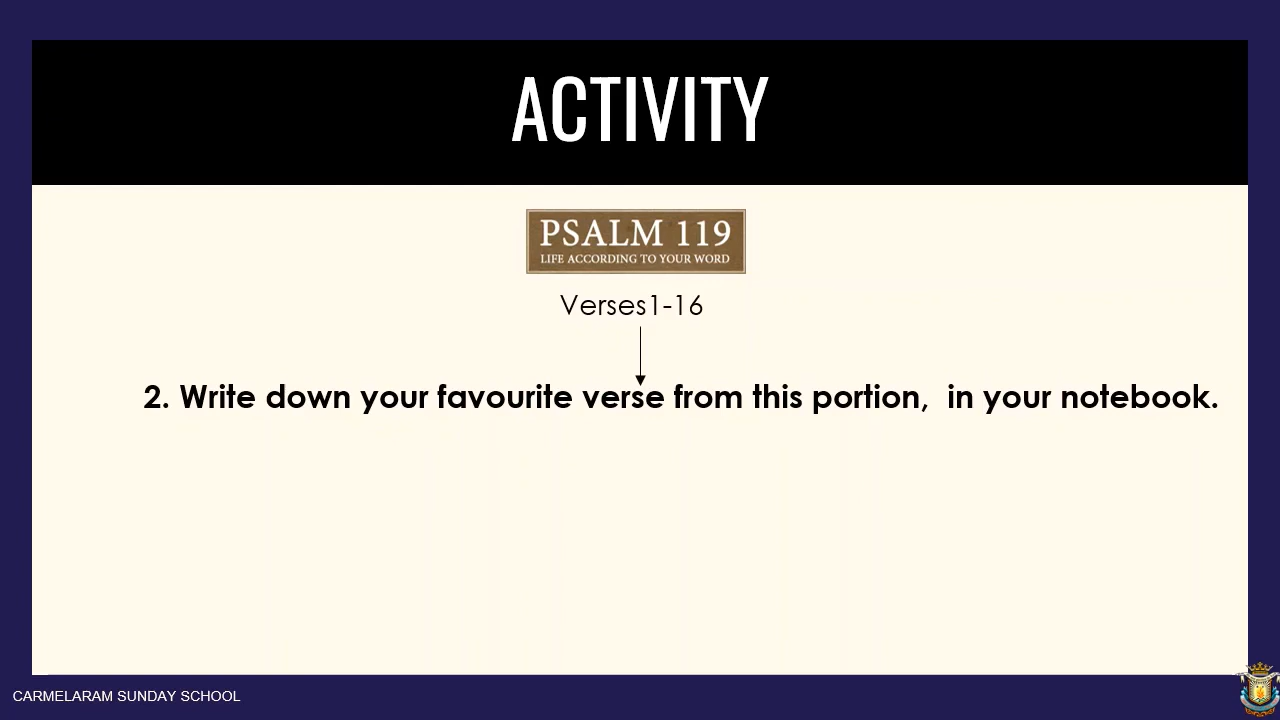 ACTIVITY
PSALM 119
LIFE ACCORDING TO YOUR WORD
Verses1-16
2. Write down your favourite verse from this portion,  in your notebook.
CARMELARAM SUNDAY SCHOOL